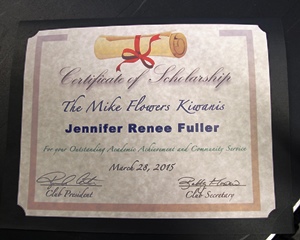 Certificate of Scholarship
The Mike Flowers Kiwanis
Jennifer Renee Fuller
For your Outstanding Academic Achievement and Community Service
March 28, 2015
Club President Club Secretary